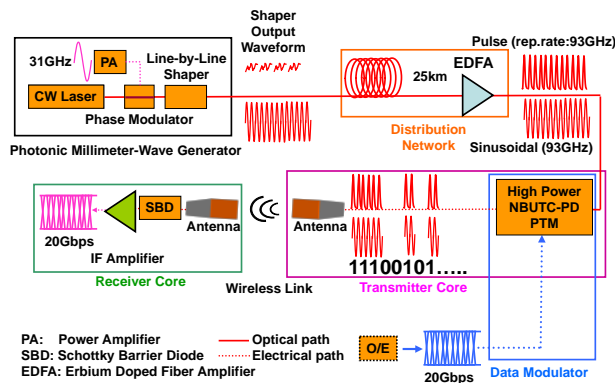 31GHz
PA
Line-by-Line
Shaper
CW Laser
Phase Modulator
Photonic Millimeter-Wave Generator
Shaper
Output
Waveform
25km
EDFA
Distribution
Network
Pulse (rep.rate:93GHz)
Sinusoidal (93GHz)
20Gbps
SBD
Antenna
IF Amplifier
Receiver Core
Wireless Link
Antenna
11100101.....
Transmitter Core
High Power
NBUTC-PD
PTM
PA: Power Amplifier
SBD: Schottky Barrier Diode
EDFA: Erbium Doped Fiber Amplifier
Optical path
Electrical path
O/E
20Gbps
Data Modulator